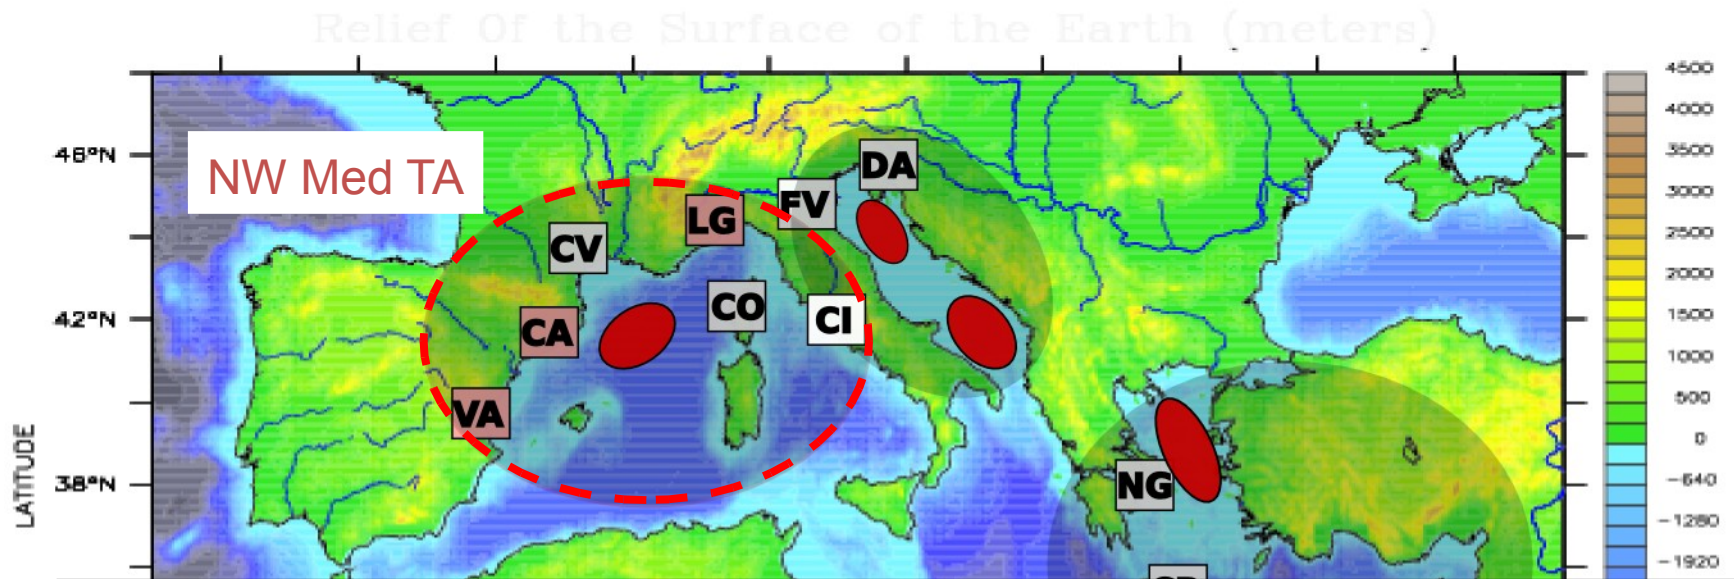 Relief Of the Surface of the Earth (meters)
NW Med TA
46°N
42°N
38°N
LATITUDE
DA
FV
LG
CV
CO
CI
CA
VA
NG
4500
4000
3500
3000
2500
2000
1500
1000
500
0
-640
-1280
-1920